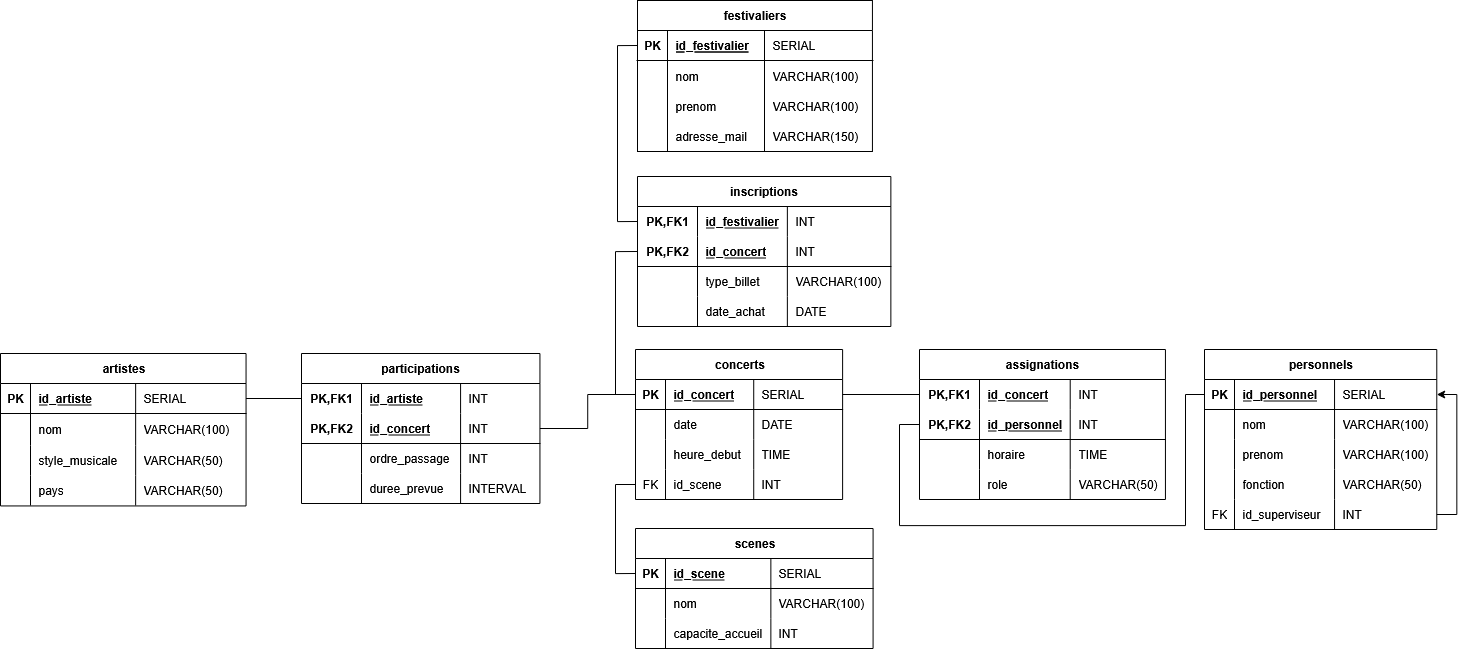 festivaliers
PK id_festivalier SERIAL
nom VARCHAR(100)
prenom VARCHAR(100)
adresse_mail VARCHAR(150)
inscriptions
PK,FK1 id_festivalier INT
PK,FK2 id_concert INT
type_billet VARCHAR(100)
date_achat DATE
artistes
PK id_artiste SERIAL
nom VARCHAR(100)
style_musicale VARCHAR(50)
pays VARCHAR(50)
participations
PK,FK1 id_artiste INT
PK,FK2 id_concert INT
ordre_passage INT
duree_prevue INTERVAL
concerts
PK id_concert SERIAL
date DATE
heure_debut TIME
FK id_scene INT
assignations
PK,FK1 id_concert INT
PK,FK2 id_personnel INT
horaire TIME
role VARCHAR(50)
personnels
PK id_personnel SERIAL
nom VARCHAR(100)
prenom VARCHAR(100)
fonction VARCHAR(50)
FK id_superviseur INT
scenes
PK id_scene SERIAL
nom VARCHAR(100)
capacite_accueil INT